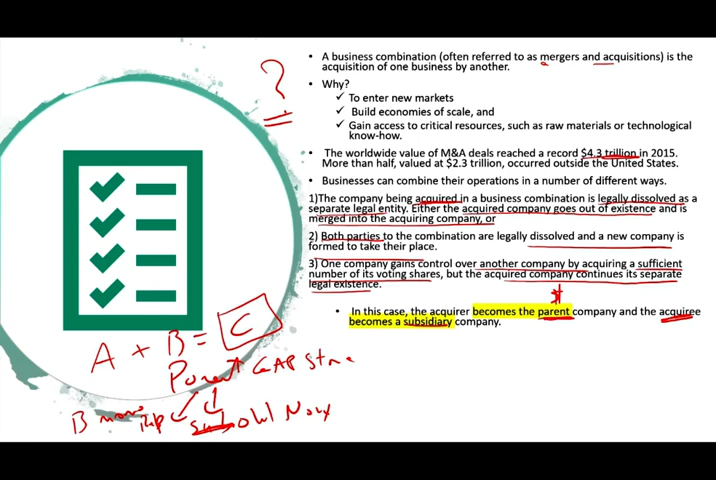 • A business combination (often referred to as mergers and acquisitions) is the
acquisition of one business by another.
• Why?
✓ To enter new markets
✓ Build economies of scale, and
✓ Gain access to critical resources, such as raw materials or technological
know-how.
• The worldwide value of M&A deals reached a record $4.3 trillion in 2015.
More than half, valued at $2.3 trillion, occurred outside the United States.
• Businesses can combine their operations in a number of different ways.
1)The company being acquired in a business combination is legally dissolved as a
separate legal entity. Either the acquired company goes out of existence and is
merged into the acquiring company, or
2) Both parties to the combination are legally dissolved and a new company is
formed to take their place.
3) One company gains control over another company by acquiring a sufficient
number of its voting shares, but the acquired company continues its separate
legal existence.
• In this case, the acquirer becomes the parent company and the acquiree
becomes a subsidiary company.
?
A + B = C
Parent GAP
B